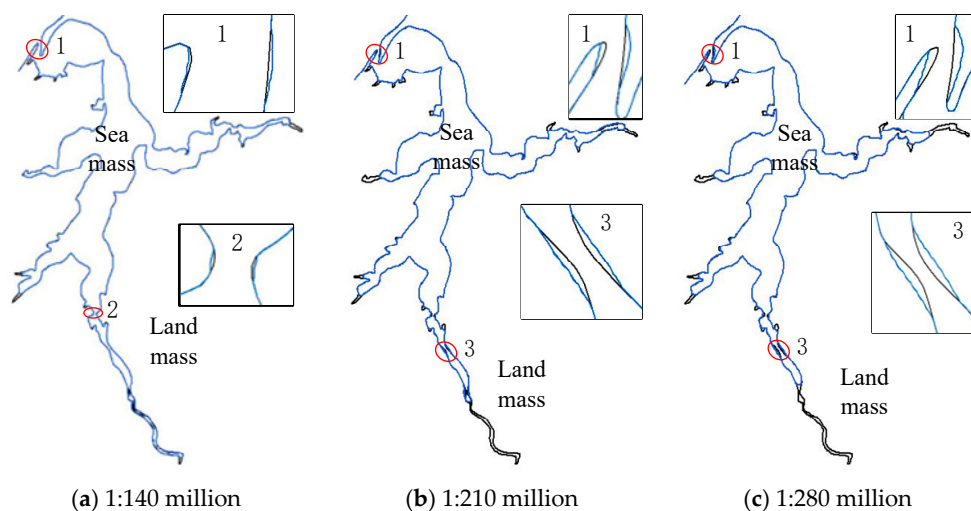 1
1
Sea
mass
2
2
Land
mass
(a) 1:140 million
1
1
Sea
mass
3
3
Land
mass
(b) 1:210 million
1
1
Sea
mass
3
3
Land
mass
(c) 1:280 million